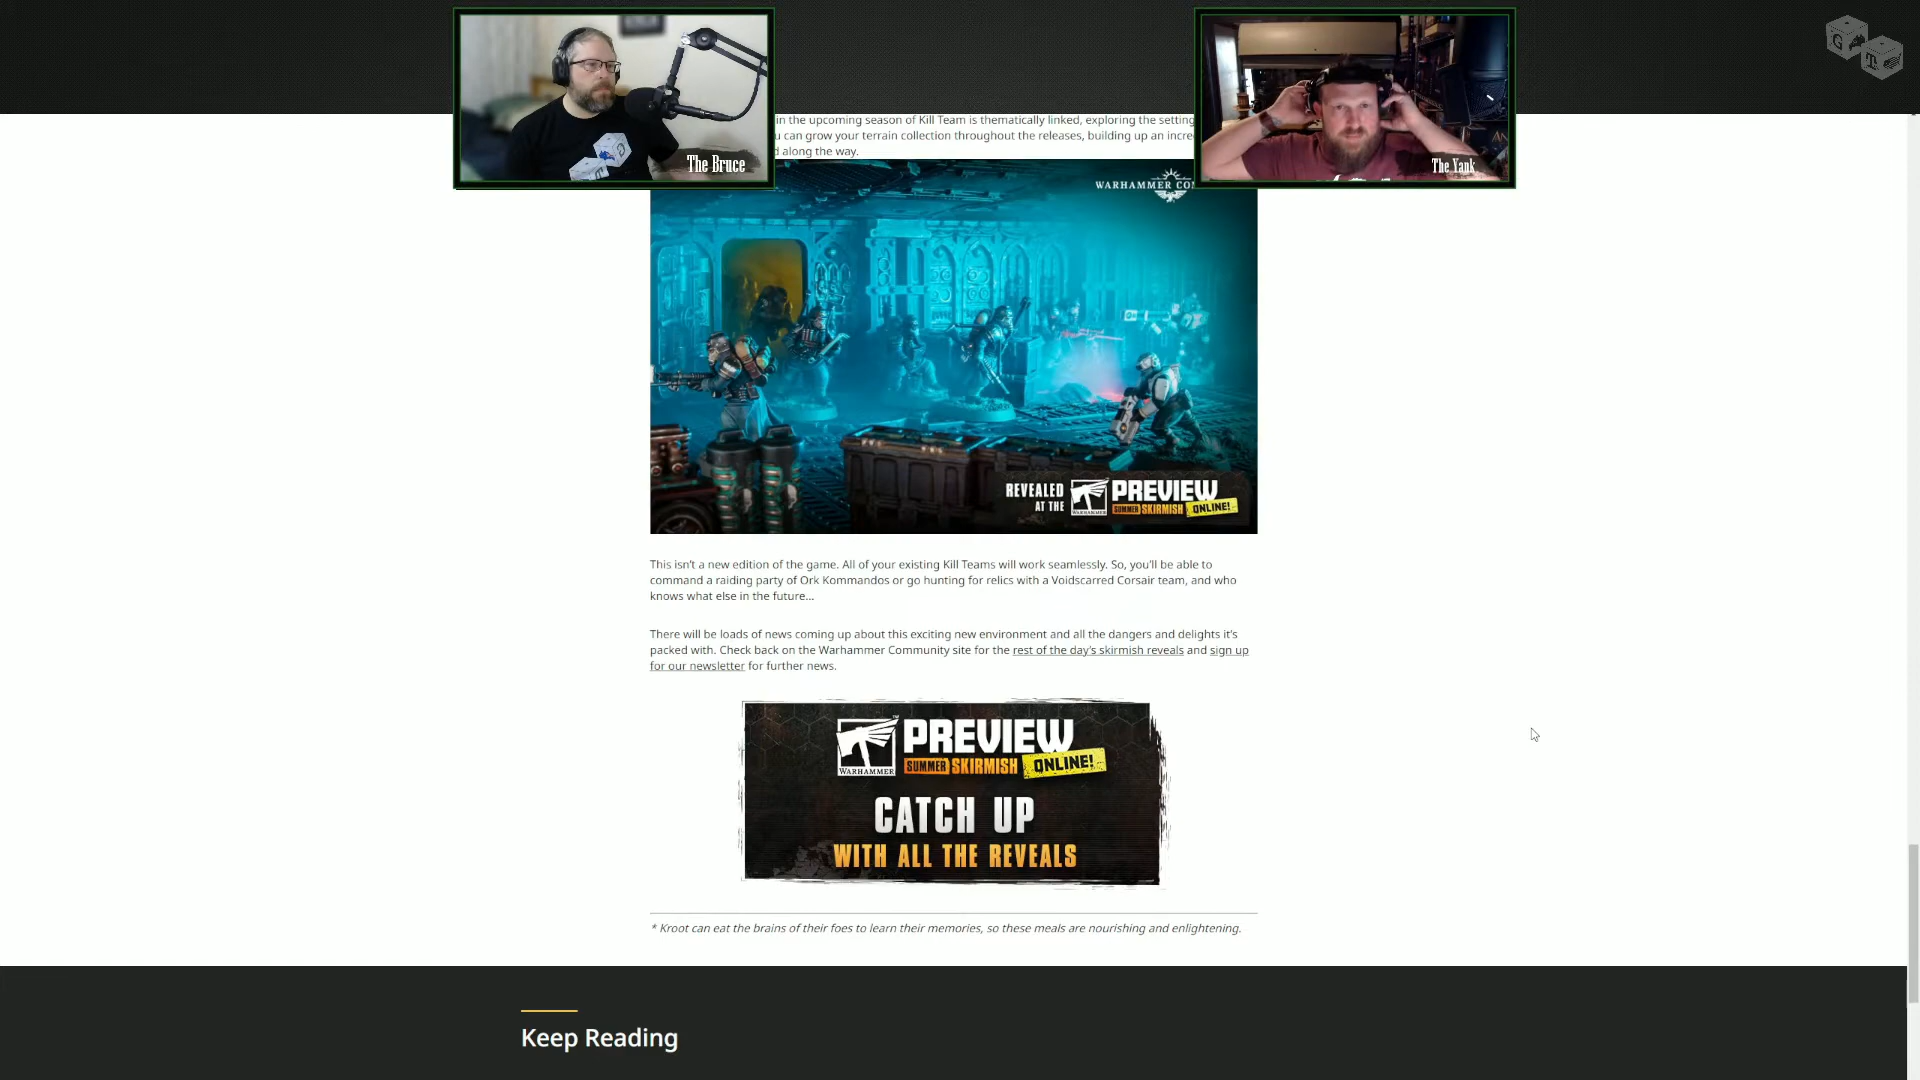 in the upcoming season of Kill Team is thematically linked, exploring the setting
can grow your terrain collection throughout the releases, building up an
along the way.
The Bruce
The Yank
G
T
WARHAMMER
REVEALED
AT THE
WARHAMMER
PREVIEW
SUMMER SKIRMISH ONLINE!
This isn't a new edition of the game. All of your existing Kill Teams will work seamlessly. So, you'll be able to
command a raiding party of Ork Kommandos or go hunting for relics with a Voidscarred Corsair team, and who
knows what else in the future...
There will be loads of news coming up about this exciting new environment and all the dangers and delights it's
packed with. Check back on the Warhammer Community site for the rest of the day's skirmish reveals and sign up
for our newsletter for further news.
WARHAMMER
PREVIEW
SUMMER SKIRMISH ONLINE!
CATCH UP
WITH ALL THE REVEALS
* Kroot can eat the brains of their foes to learn their memories, so these meals are nourishing and enlightening.
Keep Reading